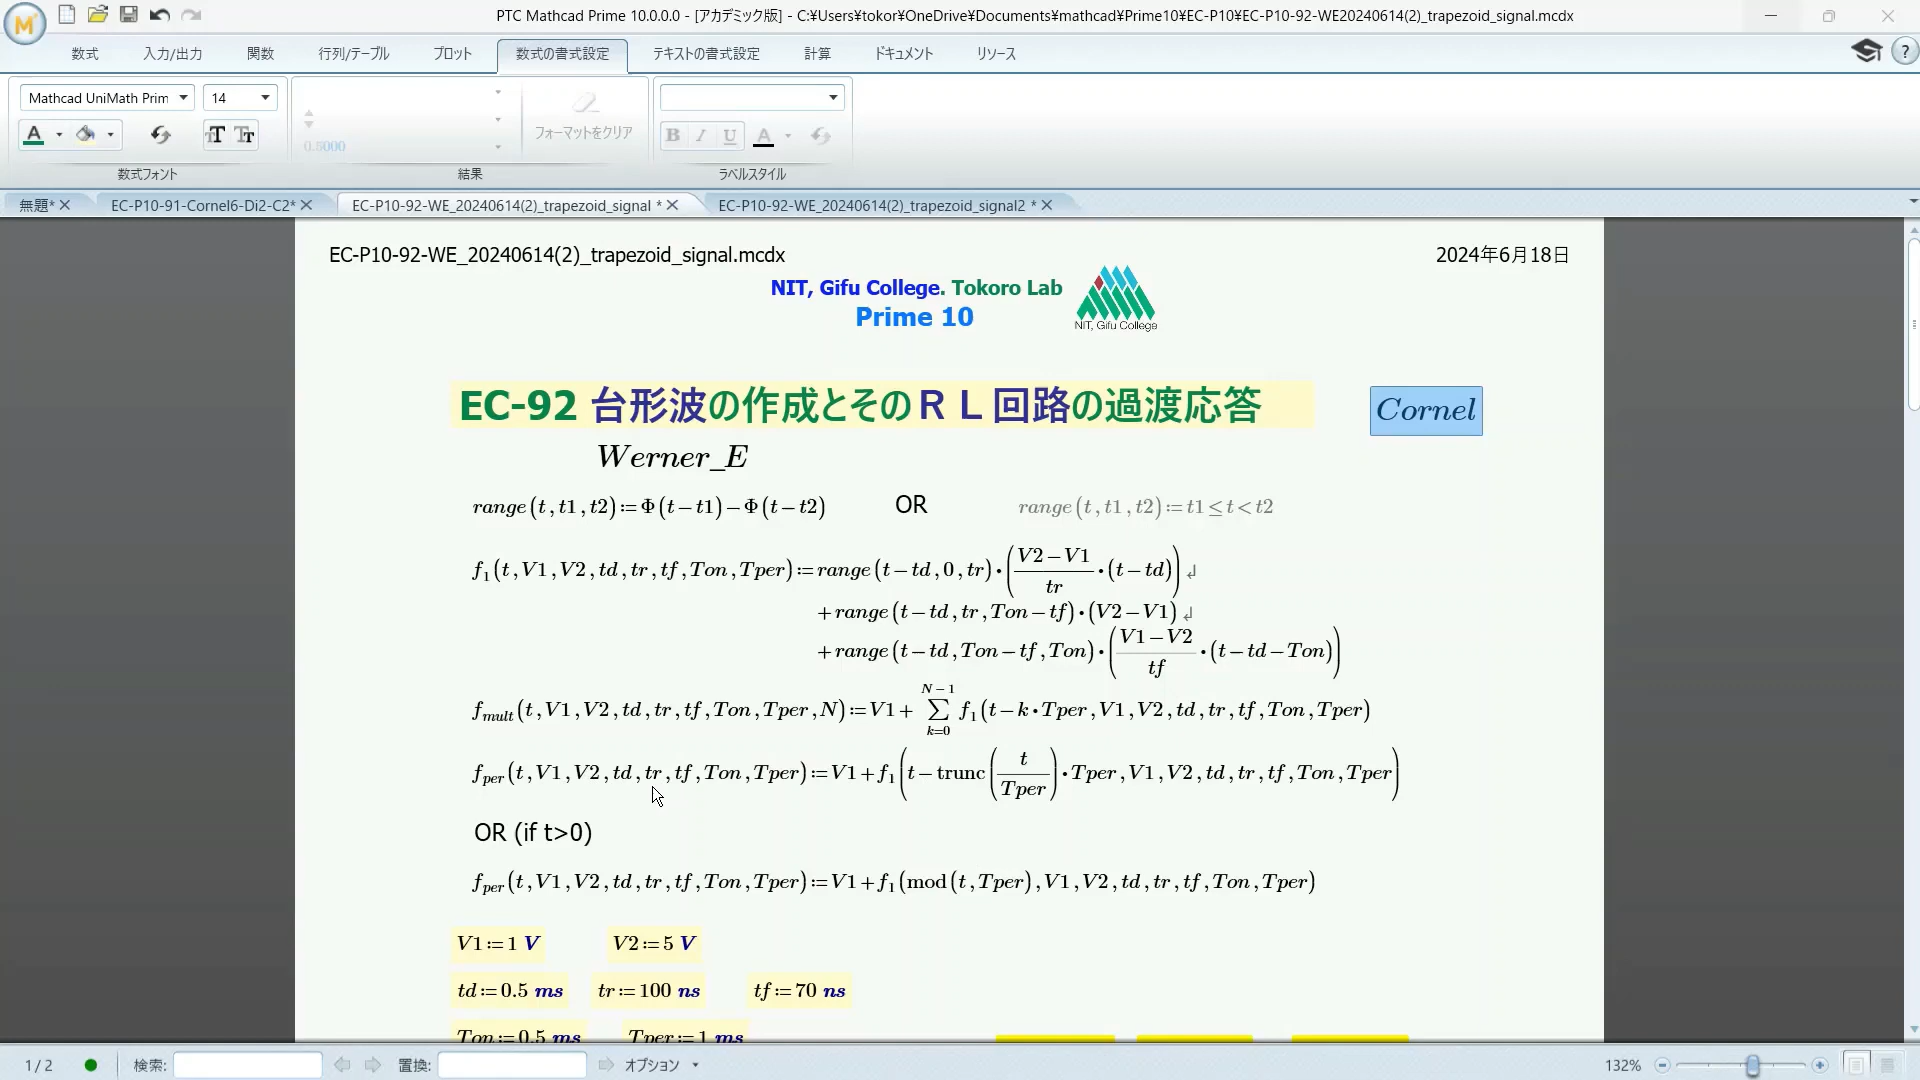 PTC Mathcad Prime 10.0.0.0 - [アカデミック版] - C:¥Users¥tokor¥OneDrive¥Documents¥mathcad¥Prime10¥EC-P10¥EC-P10-92-WE20240614(2)_trapezoid_signal.mcdx
数式 入力/出力 関数 行列/テーブル プロット 数式の書式設定 テキストの書式設定 計算 ドキュメント リソース
Mathcad UniMath Prim 14
0.5000 フォーマットをクリア
数式フォント 結果 ラベルスタイル
無題* EC-P10-91-Cornel6-Di2-C2* EC-P10-92-WE_20240614(2)_trapezoid_signal * EC-P10-92-WE_20240614(2)_trapezoid_signal2 *
EC-P10-92-WE_20240614(2)_trapezoid_signal.mcdx 2024年6月18日
NIT, Gifu College. Tokoro Lab
Prime 10
NIT, Gifu College
EC-92 台形波の作成とそのＲＬ回路の過渡応答 Cornel
Werner_E
range(t,t1,t2):=Φ(t−t1)−Φ(t−t2) OR range(t,t1,t2):=t1≤t<t2
f1(t,V1,V2,td,tr,tf,Ton,Tper):=range(t−td,0,tr)•((V2−V1)/tr•(t−td))↲
+range(t−td,tr,Ton−tf)•(V2−V1)↲
+range(t−td,Ton−tf,Ton)•((V1−V2)/tf•(t−td−Ton))
fmult(t,V1,V2,td,tr,tf,Ton,Tper,N):=V1+ N−1 ∑ k=0 f1(t−k•Tper,V1,V2,td,tr,tf,Ton,Tper)
fper(t,V1,V2,td,tr,tf,Ton,Tper):=V1+f1(t−trunc(t/Tper)•Tper,V1,V2,td,tr,tf,Ton,Tper)
OR (if t>0)
fper(t,V1,V2,td,tr,tf,Ton,Tper):=V1+f1(mod(t,Tper),V1,V2,td,tr,tf,Ton,Tper)
V1:=1 V V2:=5 V
td:=0.5 ms tr:=100 ns tf:=70 ns
Ton:=0.5 ms Tper:=1 ms
1/2 検索: 置換: オプション 132%